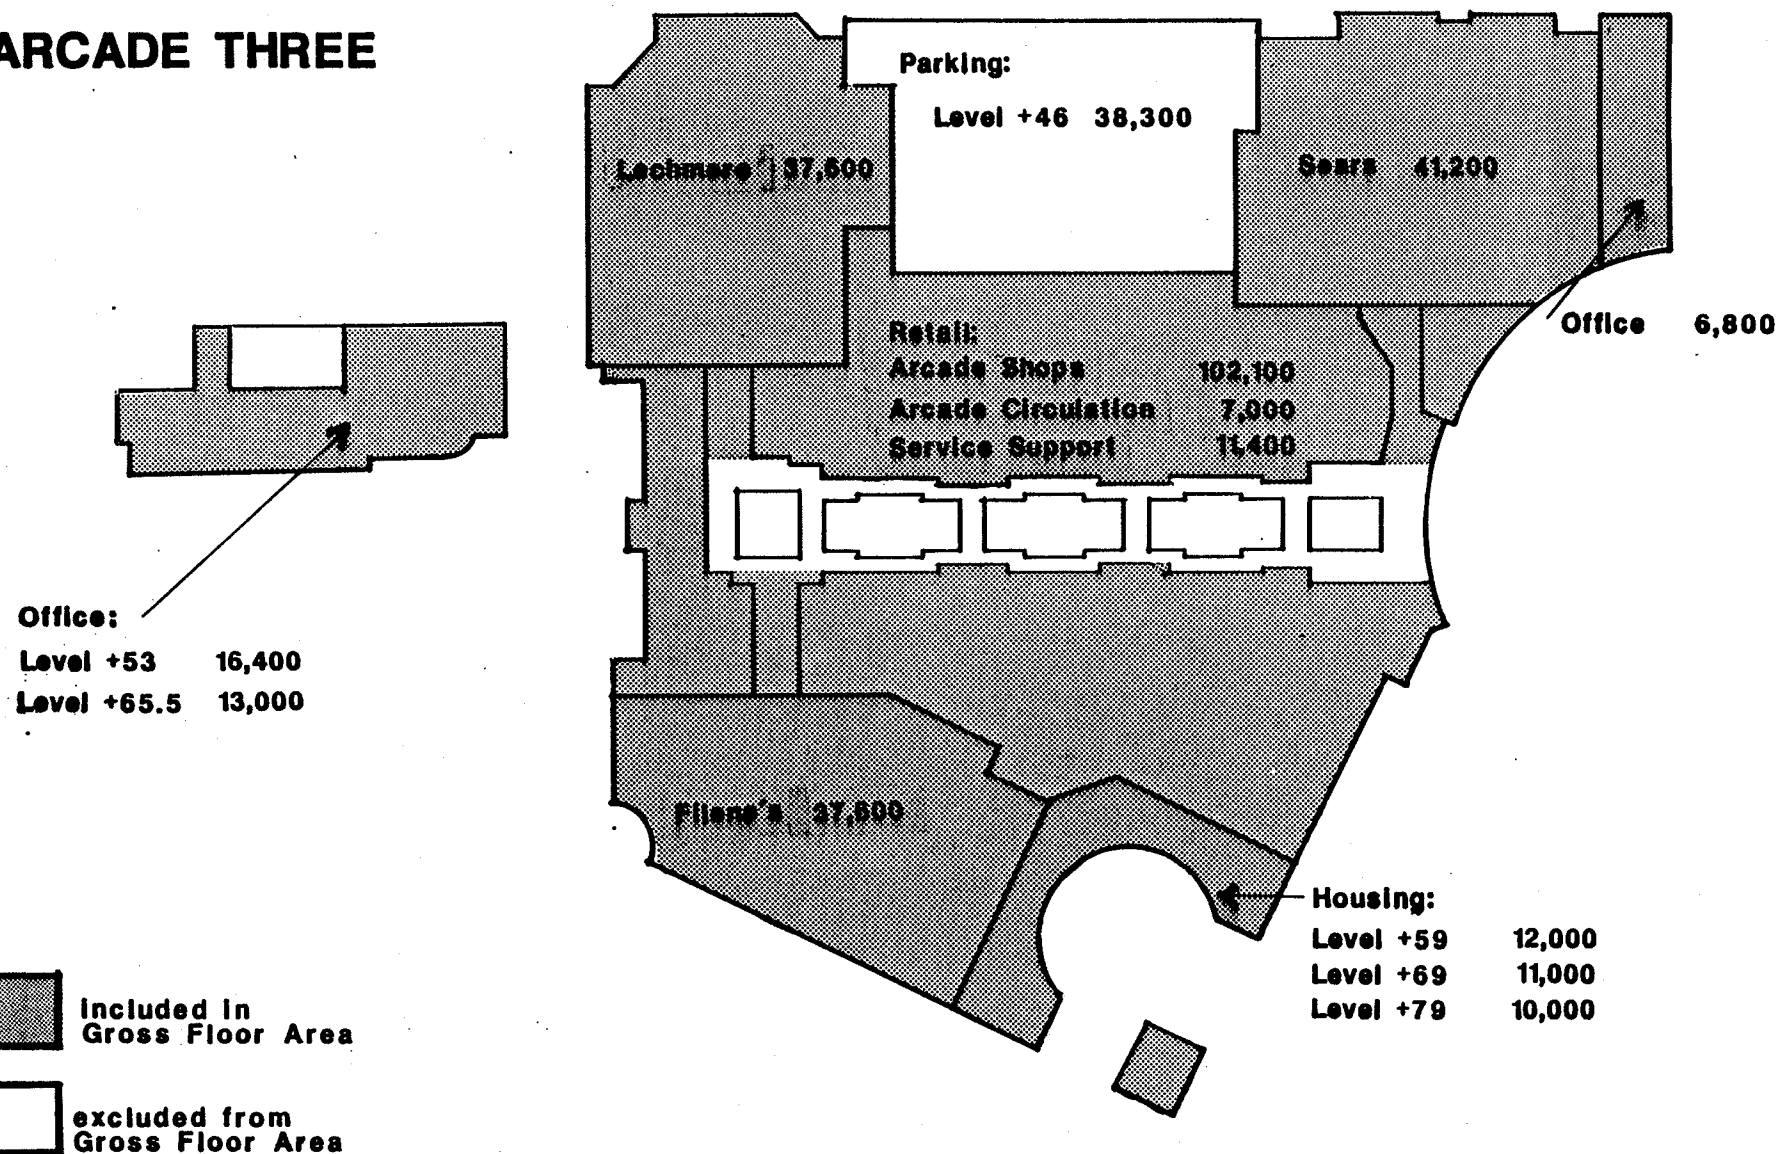 ARCADE THREE
Parking:
Level +46 38,300
Lechmere 37,600
Sears 41,200
Office 6,800
Retail:
Arcade Shops 102,100
Arcade Circulation 7,000
Service Support 11,400
Office:
Level +53 16,400
Level +65.5 13,000
Filene's
Housing:
Level +59 12,000
Level +69 11,000
Level +79 10,000
included in
Gross Floor Area
excluded from
Gross Floor Area